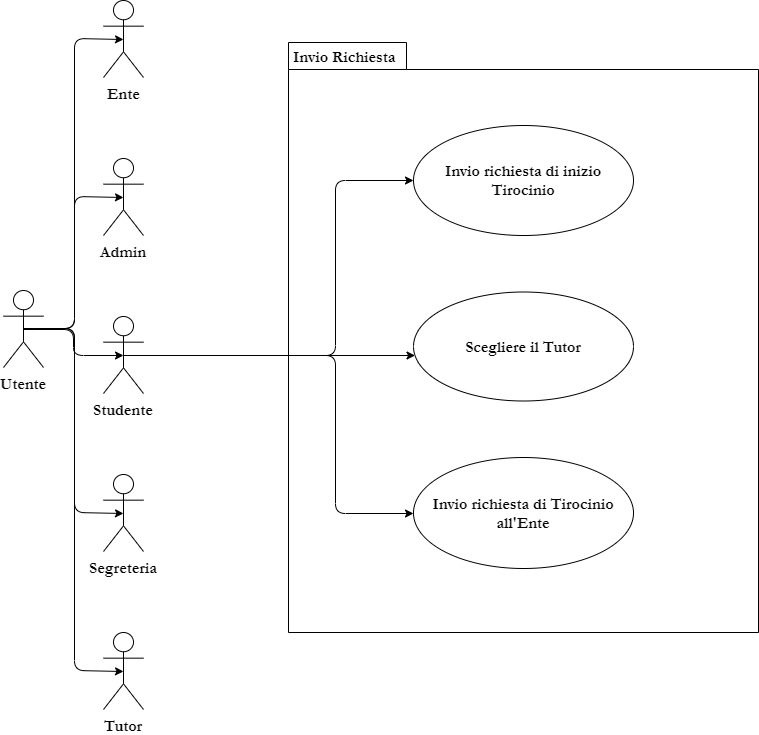 Ente
Invio Richiesta
Invio richiesta di inizio
Tirocinio
Admin
Utente
Scegliere il Tutor
Studente
Invio richiesta di Tirocinio
all'Ente
Segreteria
Tutor